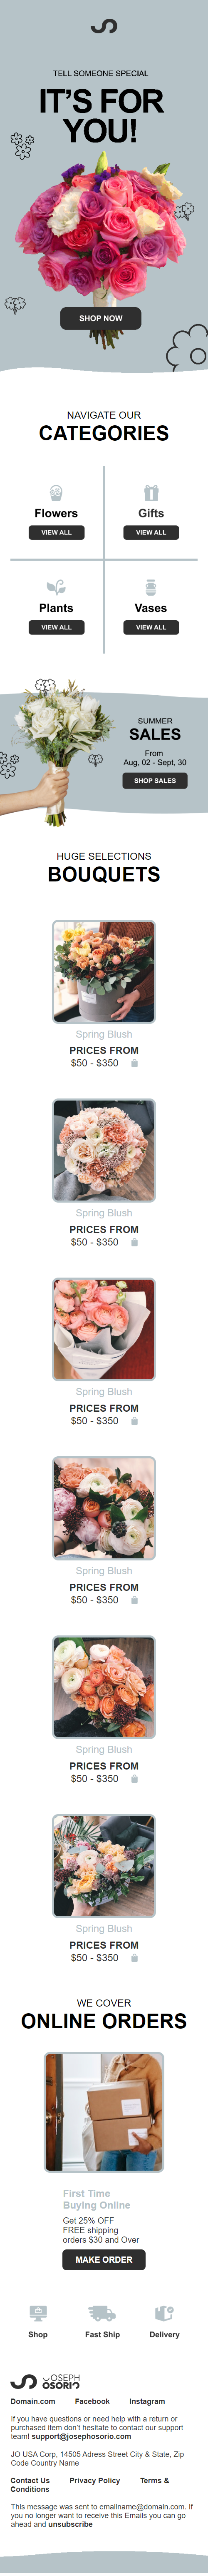 TELL SOMEONE SPECIAL
IT'S FOR
YOU!
SHOP NOW
NAVIGATE OUR
CATEGORIES
Flowers
VIEW ALL
Gifts
VIEW ALL
Plants
VIEW ALL
Vases
VIEW ALL
SUMMER
SALES
From
Aug, 02 - Sept, 30
SHOP SALES
HUGE SELECTIONS
BOUQUETS
Spring Blush
PRICES FROM
$50 - $350
Spring Blush
PRICES FROM
$50 - $350
Spring Blush
PRICES FROM
$50 - $350
Spring Blush
PRICES FROM
$50 - $350
Spring Blush
PRICES FROM
$50 - $350
Spring Blush
PRICES FROM
$50 - $350
WE COVER
ONLINE ORDERS
First Time
Buying Online
Get 25% OFF
FREE shipping
orders $30 and Over
MAKE ORDER
Shop Fast Ship Delivery
JOSEPH
OSORIO
Domain.com Facebook Instagram
If you have questions or need help with a return or
purchased item don't hesitate to contact our support
team! support@josephosorio.com
JO USA Corp, 14505 Adress Street City & State, Zip
Code Country Name
Contact Us Privacy Policy Terms &
Conditions
This message was sent to emailname@domain.com. If
you no longer want to receive this Emails you can go
ahead and unsubscribe